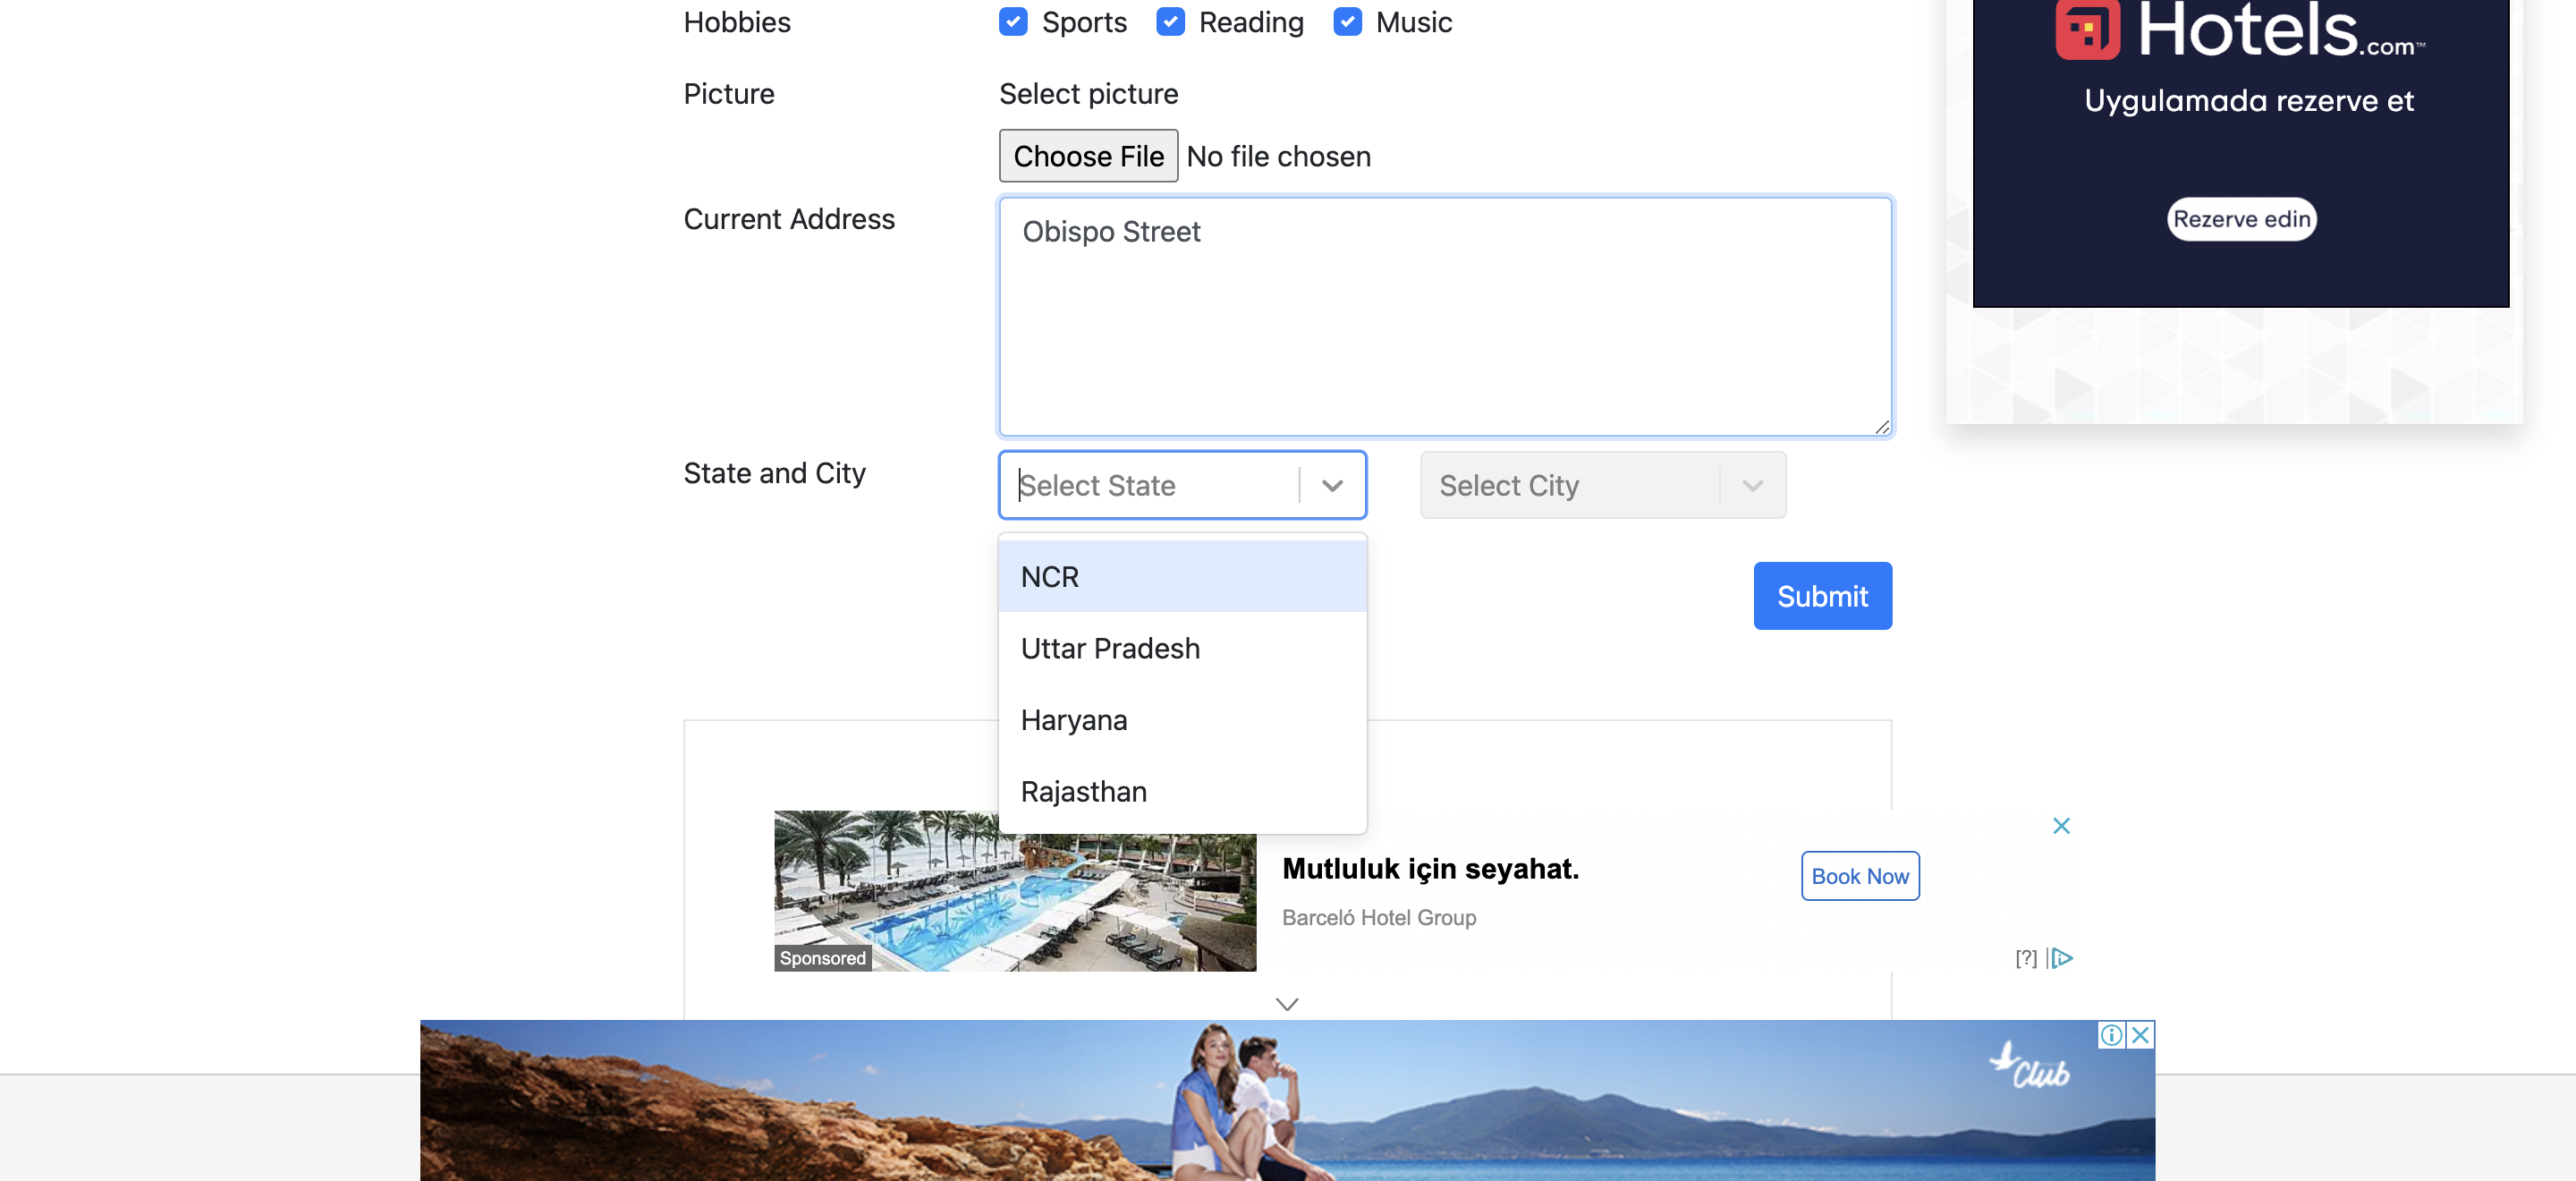 Hobbies
Sports Reading Music
Picture
Select picture
Choose File No file chosen
Current Address
Obispo Street
State and City
Select State
Select City
NCR
Uttar Pradesh
Haryana
Rajasthan
Submit
Hotels.com™
Uygulamada rezerve et
Rezerve edin
Mutluluk için seyahat.
Barceló Hotel Group
Book Now
Sponsored
[?]
Club